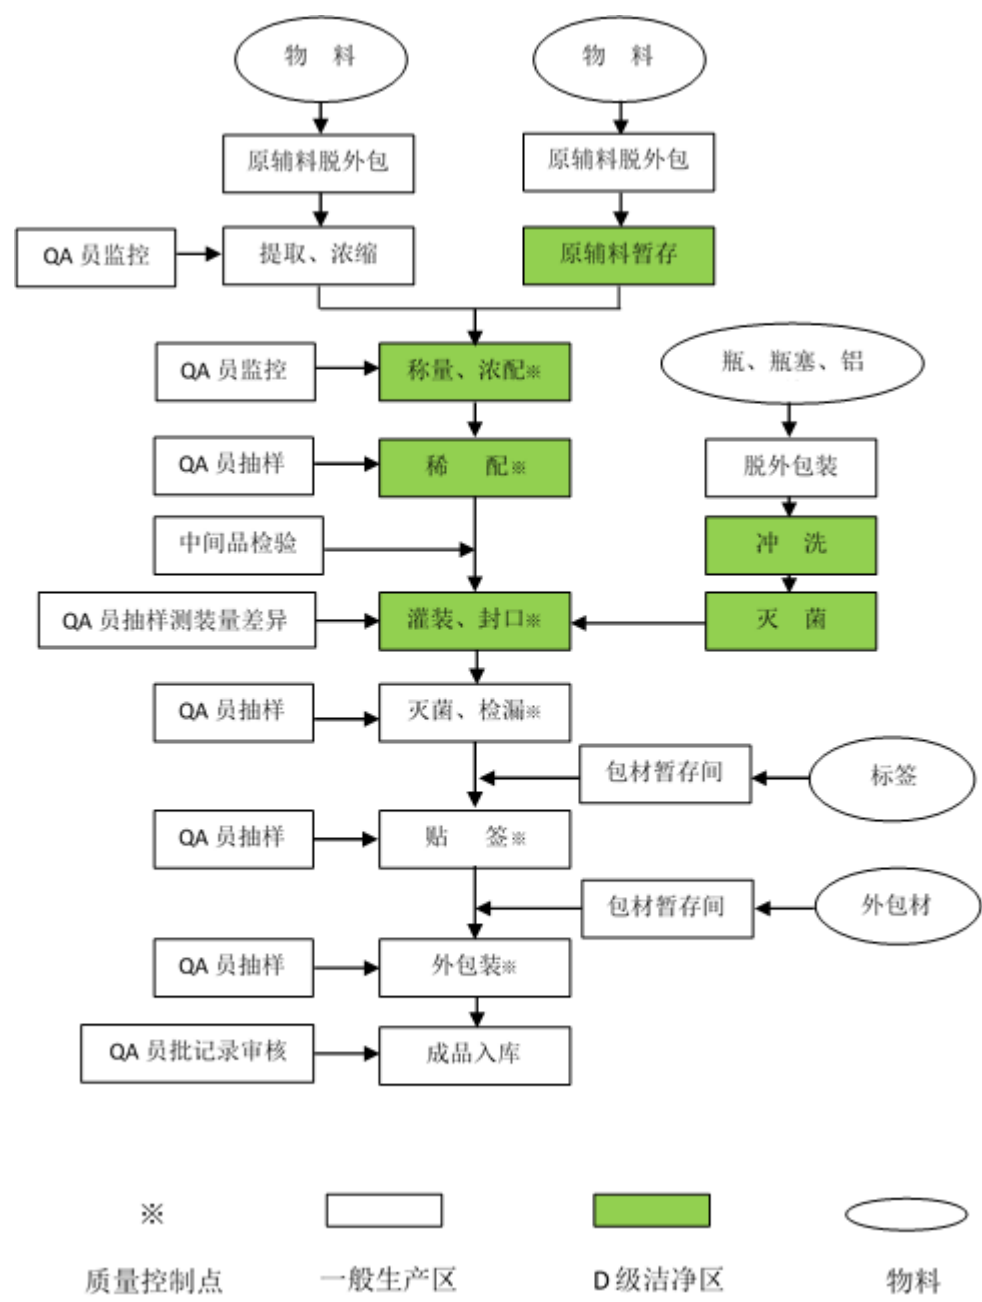 物 料
物 料
原辅料脱外包
原辅料脱外包
QA 员监控
提取、浓缩
原辅料暂存
QA 员监控
称量、浓配※
瓶、瓶塞、铝
QA 员抽样
稀 配※
脱外包装
中间品检验
冲 洗
QA 员抽样测装量差异
灌装、封口※
灭 菌
QA 员抽样
灭菌、检漏※
包材暂存间
标签
QA 员抽样
贴 签※
包材暂存间
外包材
QA 员抽样
外包装※
QA 员批记录审核
成品入库
※
质量控制点
一般生产区
D 级洁净区
物料